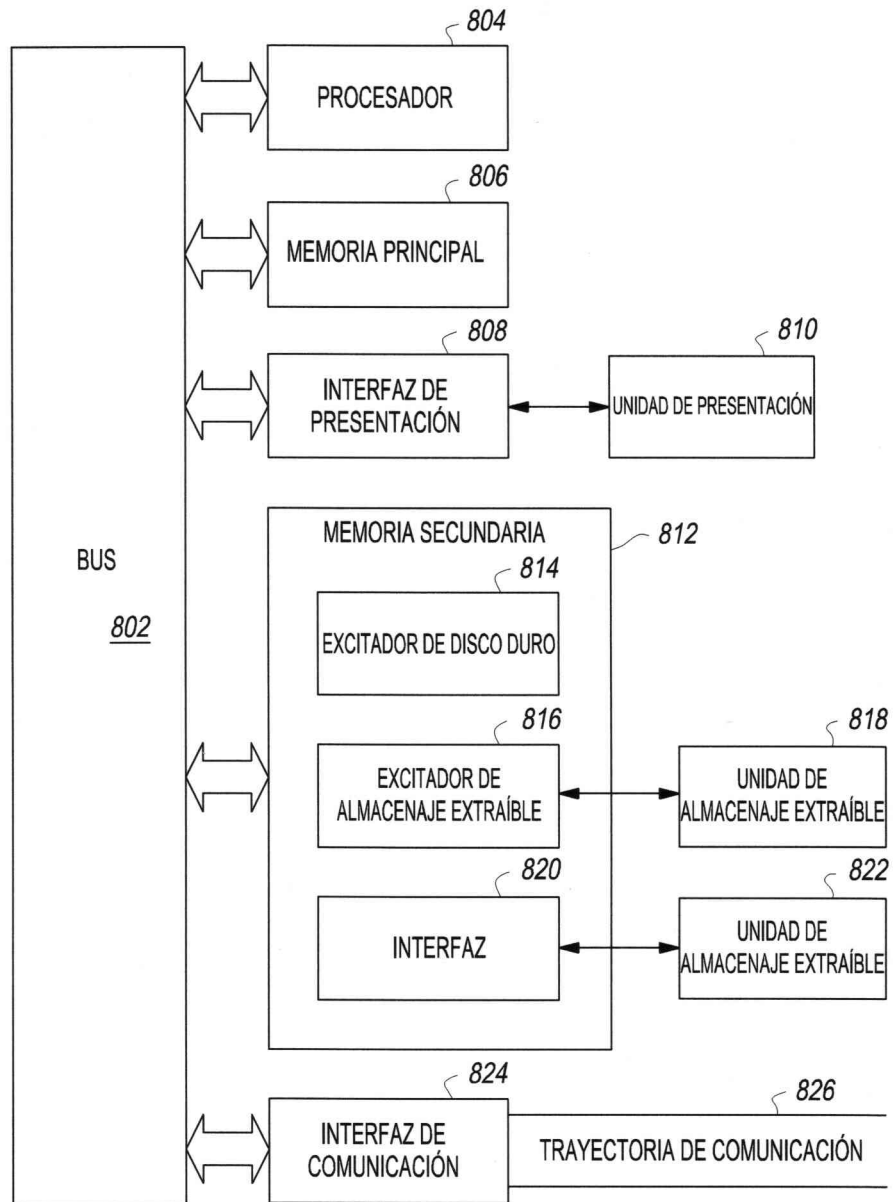 804
PROCESADOR
806
MEMORIA PRINCIPAL
808
INTERFAZ DE
PRESENTACIÓN
810
UNIDAD DE PRESENTACIÓN
BUS
802
MEMORIA SECUNDARIA
812
814
EXCITADOR DE DISCO DURO
816
EXCITADOR DE
ALMACENAJE EXTRAÍBLE
818
UNIDAD DE
ALMACENAJE EXTRAÍBLE
820
INTERFAZ
822
UNIDAD DE
ALMACENAJE EXTRAÍBLE
824
INTERFAZ DE
COMUNICACIÓN
826
TRAYECTORIA DE COMUNICACIÓN